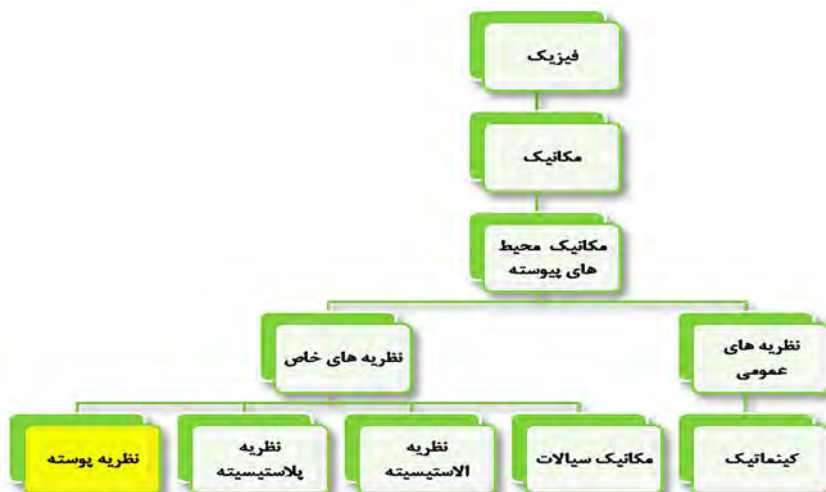 فیزیک
مکانیک
مکانیک محیط
های پیوسته
نظریه های
عمومی
نظریه های خاص
کینماتیک
مکانیک سیالات
نظریه
الاستیسیته
نظریه
پلاستیسیته
نظریه پوسته